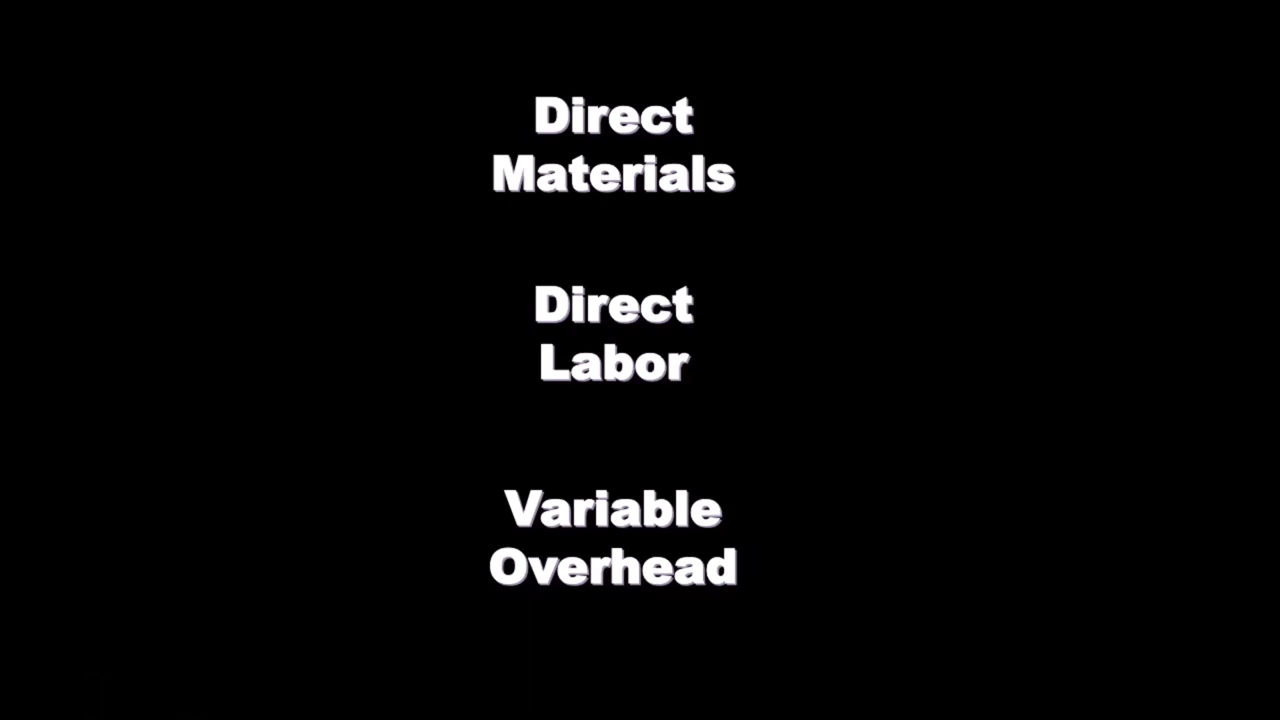 Direct
Materials
Direct
Labor
Variable
Overhead